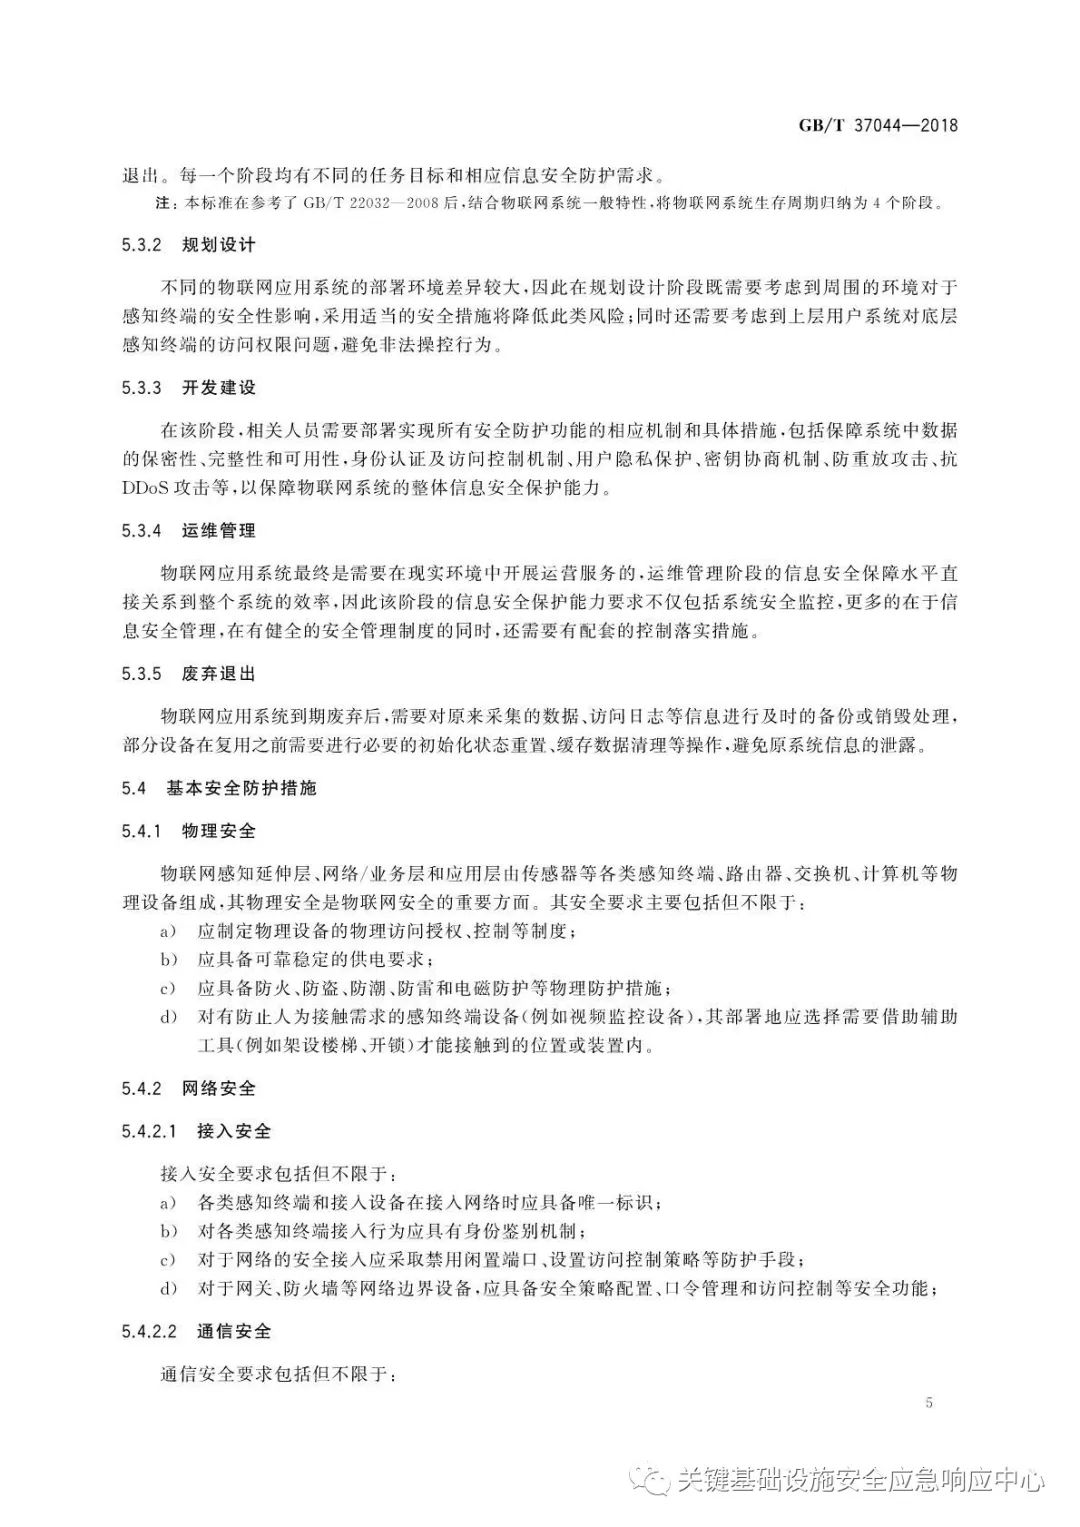 GB/T 37044—2018
退出。每一个阶段均有不同的任务目标和相应信息安全防护需求。
注：本标准在参考了 GB/T 22032—2008 后,结合物联网系统一般特性,将物联网系统生存周期归纳为 4 个阶段。
5.3.2 规划设计
不同的物联网应用系统的部署环境差异较大,因此在规划设计阶段既需要考虑到周围的环境对于
感知终端的安全性影响,采用适当的安全措施将降低此类风险;同时还需要考虑到上层用户系统对底层
感知终端的访问权限问题,避免非法操控行为。
5.3.3 开发建设
在该阶段,相关人员需要部署实现所有安全防护功能的相应机制和具体措施,包括保障系统中数据
的保密性、完整性和可用性,身份认证及访问控制机制、用户隐私保护、密钥协商机制、防重放攻击、抗
DDoS 攻击等,以保障物联网系统的整体信息安全保护能力。
5.3.4 运维管理
物联网应用系统最终是需要在现实环境中开展运营服务的,运维管理阶段的信息安全保障水平直
接关系到整个系统的效率,因此该阶段的信息安全保护能力要求不仅包括系统安全监控,更多的在于信
息安全管理,在有健全的安全管理制度的同时,还需要有配套的控制落实措施。
5.3.5 废弃退出
物联网应用系统到期废弃后,需要对原来采集的数据、访问日志等信息进行及时的备份或销毁处理,
部分设备在复用之前需要进行必要的初始化状态重置、缓存数据清理等操作,避免原系统信息的泄露。
5.4 基本安全防护措施
5.4.1 物理安全
物联网感知延伸层、网络/业务层和应用层由传感器等各类感知终端、路由器、交换机、计算机等物
理设备组成,其物理安全是物联网安全的重要方面。其安全要求主要包括但不限于:
a) 应制定物理设备的物理访问授权、控制等制度;
b) 应具备可靠稳定的供电要求;
c) 应具备防火、防盗、防潮、防雷和电磁防护等物理防护措施;
d) 对有防止人为接触需求的感知终端设备(例如视频监控设备),其部署地应选择需要借助辅助
工具(例如架设楼梯、开锁)才能接触到的位置或装置内。
5.4.2 网络安全
5.4.2.1 接入安全
接入安全要求包括但不限于:
a) 各类感知终端和接入设备在接入网络时应具备唯一标识;
b) 对各类感知终端接入行为应具有身份鉴别机制;
c) 对于网络的安全接入应采取禁用闲置端口、设置访问控制策略等防护手段;
d) 对于网关、防火墙等网络边界设备,应具备安全策略配置、口令管理和访问控制等安全功能;
5.4.2.2 通信安全
通信安全要求包括但不限于:
5
关键基础设施安全应急响应中心